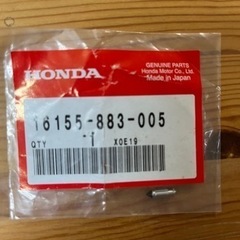 HONDA
GENUINE PARTS
Honda Motor Co., Ltd.
Made in Japan
16155-883-005
QTY 1 X0E19